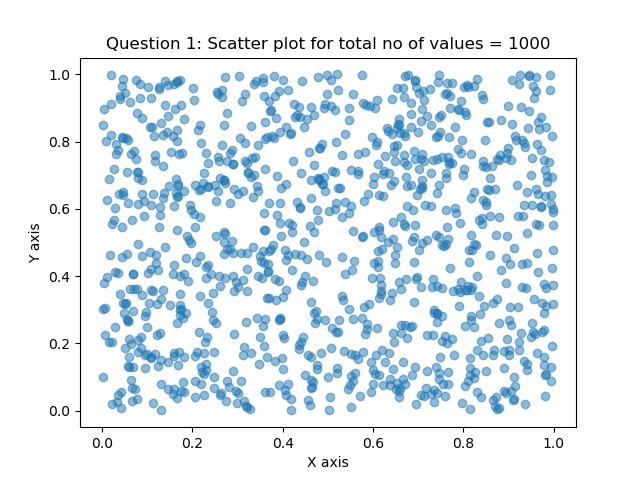 Question 1: Scatter plot for total no of values = 1000
1.0
0.8
0.6
0.4
0.2
0.0
Y axis
0.0 0.2 0.4 0.6 0.8 1.0
X axis